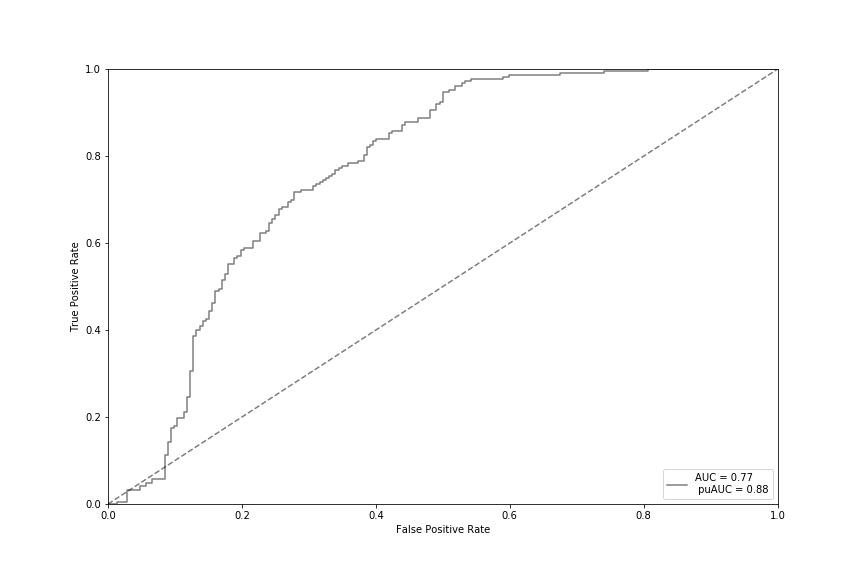 1.0
0.8
0.6
0.4
0.2
0.0
True Positive Rate
AUC = 0.77
puAUC = 0.88
0.0 0.2 0.4 0.6 0.8 1.0
False Positive Rate